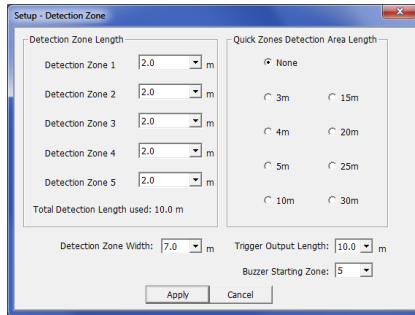 Setup - Detection Zone
Detection Zone Length
Detection Zone 1 2.0 m
Detection Zone 2 2.0 m
Detection Zone 3 2.0 m
Detection Zone 4 2.0 m
Detection Zone 5 2.0 m
Total Detection Length used: 10.0 m
Quick Zones Detection Area Length
None
3m 15m
4m 20m
5m 25m
10m 30m
Detection Zone Width: 7.0 m
Trigger Output Length: 10.0 m
Buzzer Starting Zone: 5
Apply Cancel